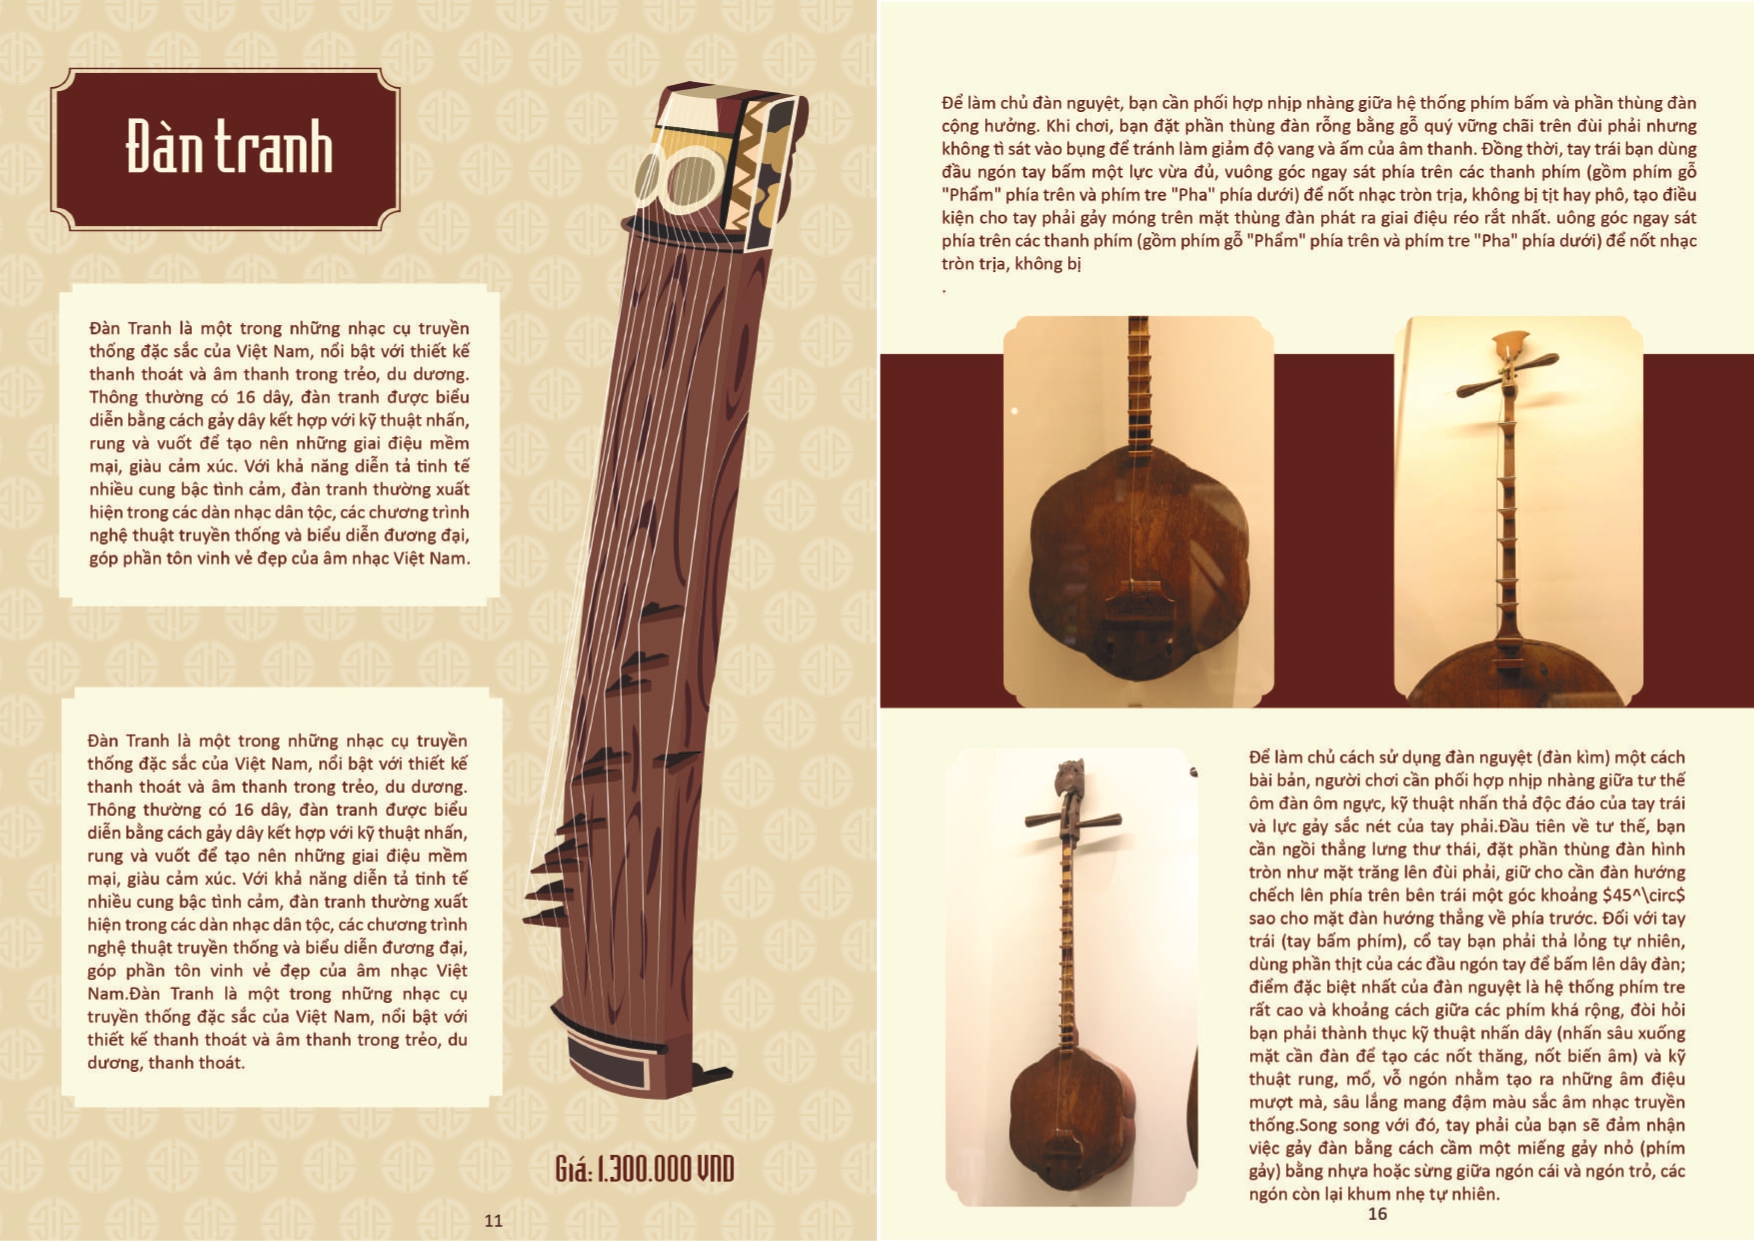 Đàn tranh
Đàn Tranh là một trong những nhạc cụ truyền
thống đặc sắc của Việt Nam, nổi bật với thiết kế
thanh thoát và âm thanh trong trẻo, du dương.
Thông thường có 16 dây, đàn tranh được biểu
diễn bằng cách gảy dây kết hợp với kỹ thuật nhấn,
rung và vuốt để tạo nên những giai điệu mềm
mại, giàu cảm xúc. Với khả năng diễn tả tinh tế
nhiều cung bậc tình cảm, đàn tranh thường xuất
hiện trong các dàn nhạc dân tộc, các chương trình
nghệ thuật truyền thống và biểu diễn đương đại,
góp phần tôn vinh vẻ đẹp của âm nhạc Việt Nam.
Đàn Tranh là một trong những nhạc cụ truyền
thống đặc sắc của Việt Nam, nổi bật với thiết kế
thanh thoát và âm thanh trong trẻo, du dương.
Thông thường có 16 dây, đàn tranh được biểu
diễn bằng cách gảy dây kết hợp với kỹ thuật nhấn,
rung và vuốt để tạo nên những giai điệu mềm
mại, giàu cảm xúc. Với khả năng diễn tả tinh tế
nhiều cung bậc tình cảm, đàn tranh thường xuất
hiện trong các dàn nhạc dân tộc, các chương trình
nghệ thuật truyền thống và biểu diễn đương đại,
góp phần tôn vinh vẻ đẹp của âm nhạc Việt
Nam.Đàn Tranh là một trong những nhạc cụ
truyền thống đặc sắc của Việt Nam, nổi bật với
thiết kế thanh thoát và âm thanh trong trẻo, du
dương, thanh thoát.
Giá: 1.300.000 VND
11
Để làm chủ đàn nguyệt, bạn cần phối hợp nhịp nhàng giữa hệ thống phím bấm và phần thùng đàn
cộng hưởng. Khi chơi, bạn đặt phần thùng đàn rỗng bằng gỗ quý vững chãi trên đùi phải nhưng
không tì sát vào bụng để tránh làm giảm độ vang và ấm của âm thanh. Đồng thời, tay trái bạn dùng
đầu ngón tay bấm một lực vừa đủ, vuông góc ngay sát phía trên các thanh phím (gồm phím gỗ
"Phẩm" phía trên và phím tre "Pha" phía dưới) để nốt nhạc tròn trịa, không bị tịt hay phô, tạo điều
kiện cho tay phải gảy móng trên mặt thùng đàn phát ra giai điệu réo rắt nhất. uông góc ngay sát
phía trên các thanh phím (gồm phím gỗ "Phẩm" phía trên và phím tre "Pha" phía dưới) để nốt nhạc
tròn trịa, không bị
.
Để làm chủ cách sử dụng đàn nguyệt (đàn kìm) một cách
bài bản, người chơi cần phối hợp nhịp nhàng giữa tư thế
ôm đàn ôm ngực, kỹ thuật nhấn thả độc đáo của tay trái
và lực gảy sắc nét của tay phải.Đầu tiên về tư thế, bạn
cần ngồi thẳng lưng thư thái, đặt phần thùng đàn hình
tròn như mặt trăng lên đùi phải, giữ cho cần đàn hướng
chếch lên phía trên bên trái một góc khoảng $45^\circ$
sao cho mặt đàn hướng thẳng về phía trước. Đối với tay
trái (tay bấm phím), cổ tay bạn phải thả lỏng tự nhiên,
dùng phần thịt của các đầu ngón tay để bấm lên dây đàn;
điểm đặc biệt nhất của đàn nguyệt là hệ thống phím tre
rất cao và khoảng cách giữa các phím khá rộng, đòi hỏi
bạn phải thành thục kỹ thuật nhấn dây (nhấn sâu xuống
mặt cần đàn để tạo các nốt thăng, nốt biến âm) và kỹ
thuật rung, mổ, vỗ ngón nhằm tạo ra những âm điệu
mượt mà, sâu lắng mang đậm màu sắc âm nhạc truyền
thống.Song song với đó, tay phải của bạn sẽ đảm nhận
việc gảy đàn bằng cách cầm một miếng gảy nhỏ (phím
gảy) bằng nhựa hoặc sừng giữa ngón cái và ngón trỏ, các
ngón còn lại khum nhẹ tự nhiên.
16